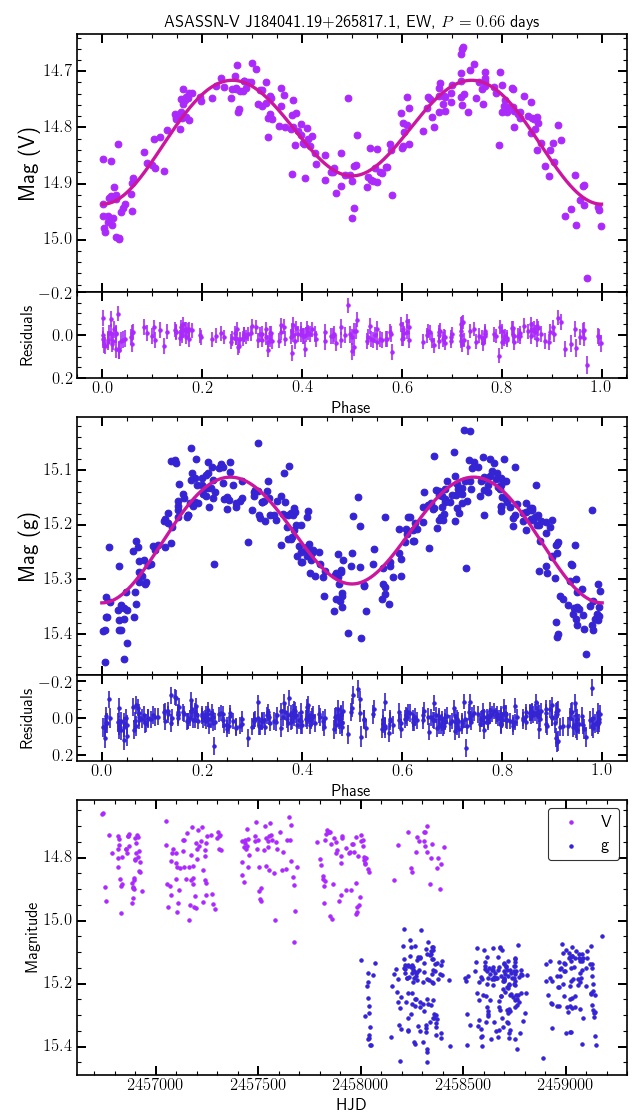 ASASSN-V J184041.19+265817.1, EW, P = 0.66 days
14.7
14.8
14.9
15.0
Mag (V)
−0.2
0.0
0.2
Residuals
0.0 0.2 0.4 0.6 0.8 1.0
Phase
15.1
15.2
15.3
15.4
Mag (g)
−0.2
0.0
0.2
Residuals
0.0 0.2 0.4 0.6 0.8 1.0
Phase
V
g
14.8
15.0
15.2
15.4
Magnitude
2457000 2457500 2458000 2458500 2459000
HJD